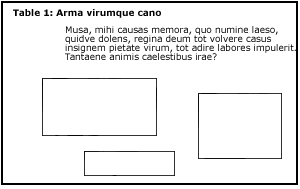 Table 1: Arma virumque cano
Musa, mihi causas memora, quo numine laeso,
quidve dolens, regina deum tot volvere casus
insignem pietate virum, tot adire labores impulerit.
Tantaene animis caelestibus irae?